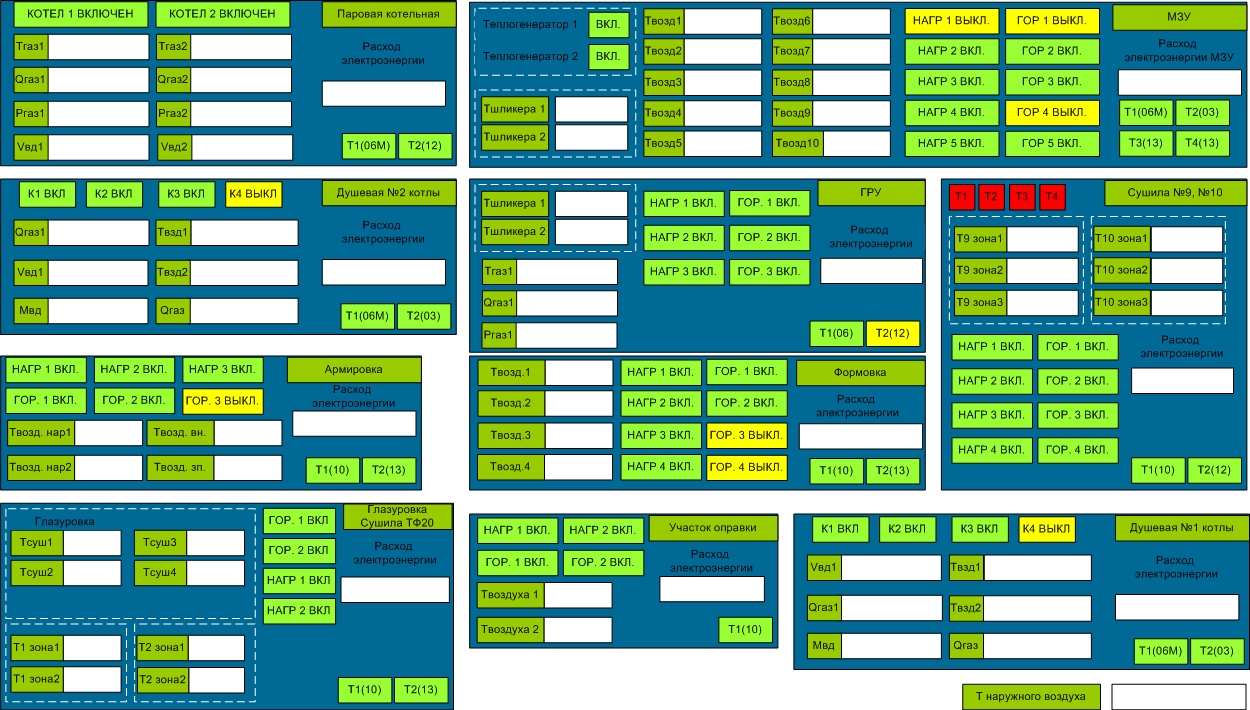 КОТЕЛ 1 ВКЛЮЧЕН
КОТЕЛ 2 ВКЛЮЧЕН
Паровая котельная
Тгаз1
Тгаз2
Расход
электроэнергии
Qгаз1
Qгаз2
Ргаз1
Ргаз2
Vвд1
Vвд2
Т1(06М)
Т2(12)
Теплогенератор 1
ВКЛ.
Теплогенератор 2
ВКЛ.
Тшликера 1
Тшликера 2
Твозд1
Твозд6
Твозд2
Твозд7
Твозд3
Твозд8
Твозд4
Твозд9
Твозд5
Твозд10
НАГР 1 ВЫКЛ.
ГОР 1 ВЫКЛ.
НАГР 2 ВКЛ.
ГОР 2 ВКЛ.
НАГР 3 ВКЛ.
ГОР 3 ВКЛ.
НАГР 4 ВКЛ.
ГОР 4 ВЫКЛ.
НАГР 5 ВКЛ.
ГОР 5 ВКЛ.
МЗУ
Расход
электроэнергии МЗУ
Т1(06М)
Т2(03)
Т3(13)
Т4(13)
К1 ВКЛ
К2 ВКЛ
К3 ВКЛ
К4 ВЫКЛ
Душевая №2 котлы
Qгаз1
Твзд1
Расход
электроэнергии
Vвд1
Твзд2
Мвд
Qгаз
Т1(06М)
Т2(03)
Тшликера 1
Тшликера 2
НАГР 1 ВКЛ.
ГОР. 1 ВКЛ.
НАГР 2 ВКЛ.
ГОР. 2 ВКЛ.
НАГР 3 ВКЛ.
ГОР. 3 ВКЛ.
ГРУ
Расход
электроэнергии
Тгаз1
Qгаз1
Ргаз1
Т1(06)
Т2(12)
Т1
Т2
Т3
Т4
Сушила №9, №10
Т9 зона1
Т10 зона1
Т9 зона2
Т10 зона2
Т9 зона3
Т10 зона3
НАГР 1 ВКЛ.
ГОР. 1 ВКЛ.
НАГР 2 ВКЛ.
ГОР. 2 ВКЛ.
НАГР 3 ВКЛ.
ГОР. 3 ВКЛ.
НАГР 4 ВКЛ.
ГОР. 4 ВКЛ.
Расход
электроэнергии
Т1(10)
Т2(12)
НАГР 1 ВКЛ.
НАГР 2 ВКЛ.
НАГР 3 ВКЛ
ГОР. 1 ВКЛ.
ГОР. 2 ВКЛ.
ГОР. 3 ВЫКЛ.
Армировка
Расход
электроэнергии
Твозд. нар1
Твозд. вн.
Твозд. нар2
Твозд. зп.
Т1(10)
Т2(13)
Твозд.1
НАГР 1 ВКЛ.
ГОР. 1 ВКЛ.
Формовка
Твозд.2
НАГР 2 ВКЛ.
ГОР. 2 ВКЛ.
Расход
электроэнергии
Твозд.3
НАГР 3 ВКЛ.
ГОР. 3 ВЫКЛ.
Твозд.4
НАГР 4 ВКЛ.
ГОР. 4 ВЫКЛ.
Т1(10)
Т2(13)
Глазуровка
Тсуш1
Тсуш3
Тсуш2
Тсуш4
ГОР. 1 ВКЛ
ГОР. 2 ВКЛ
НАГР 1 ВКЛ
НАГР 2 ВКЛ
Глазуровка
Сушила ТФ20
Расход
электроэнергии
Т1 зона1
Т2 зона1
Т1 зона2
Т2 зона2
Т1(10)
Т2(13)
НАГР 1 ВКЛ.
НАГР 2 ВКЛ.
Участок оправки
ГОР. 1 ВКЛ.
ГОР. 2 ВКЛ.
Расход
электроэнергии
Твоздуха 1
Твоздуха 2
Т1(10)
К1 ВКЛ
К2 ВКЛ
К3 ВКЛ
К4 ВЫКЛ
Душевая №1 котлы
Vвд1
Твзд1
Расход
электроэнергии
Qгаз1
Твзд2
Мвд
Qгаз
Т1(06М)
Т2(03)
Т наружного воздуха